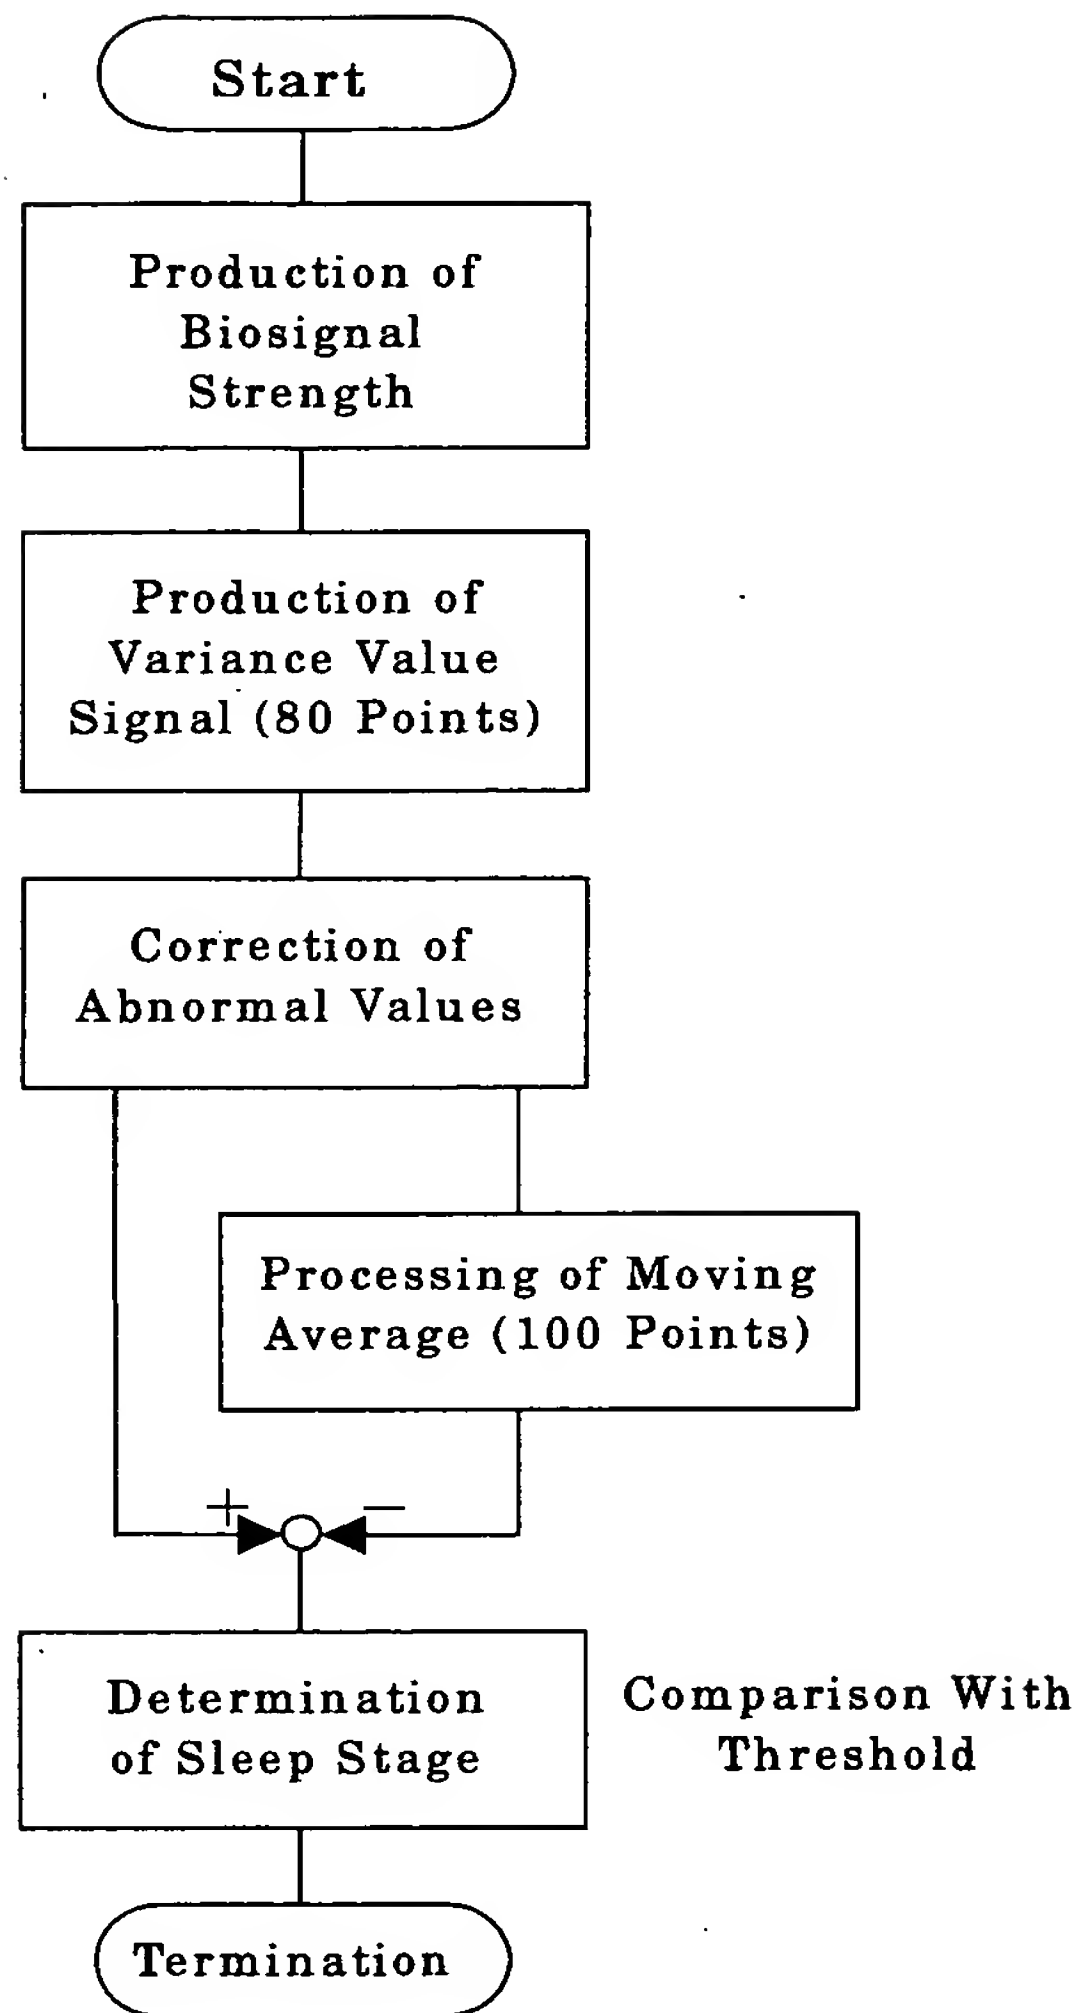 Start
Production of
Biosignal
Strength
Production of
Variance Value
Signal (80 Points)
Correction of
Abnormal Values
Processing of Moving
Average (100 Points)
+
−
Determination
of Sleep Stage
Comparison With
Threshold
Termination